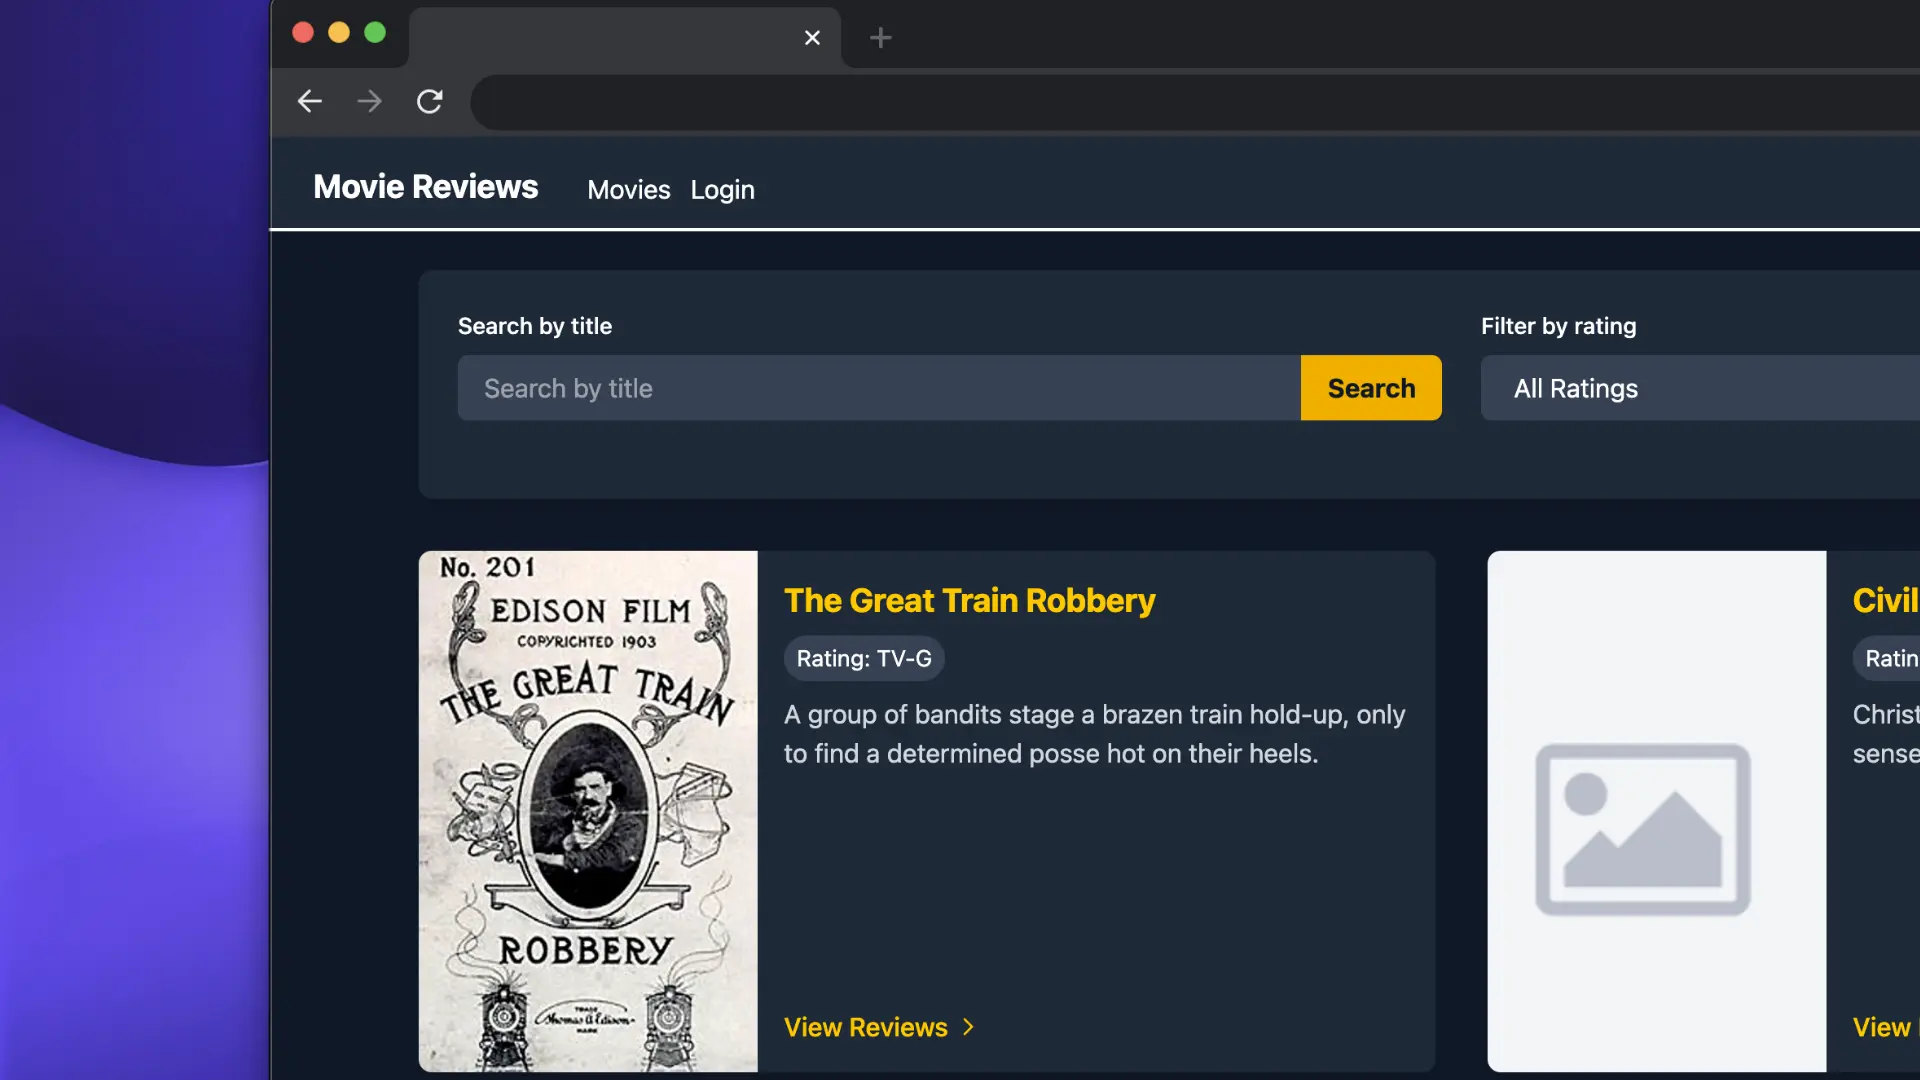 Movie Reviews
Movies
Login
Search by title
Search by title
Search
Filter by rating
All Ratings
No. 201
EDISON FILM
COPYRIGHTED 1903
THE GREAT TRAIN
ROBBERY
TRADE
Thomas A Edison
MARK
The Great Train Robbery
Rating: TV-G
A group of bandits stage a brazen train hold-up, only
to find a determined posse hot on their heels.
View Reviews
Civil
Ratin
Christ
sense
View